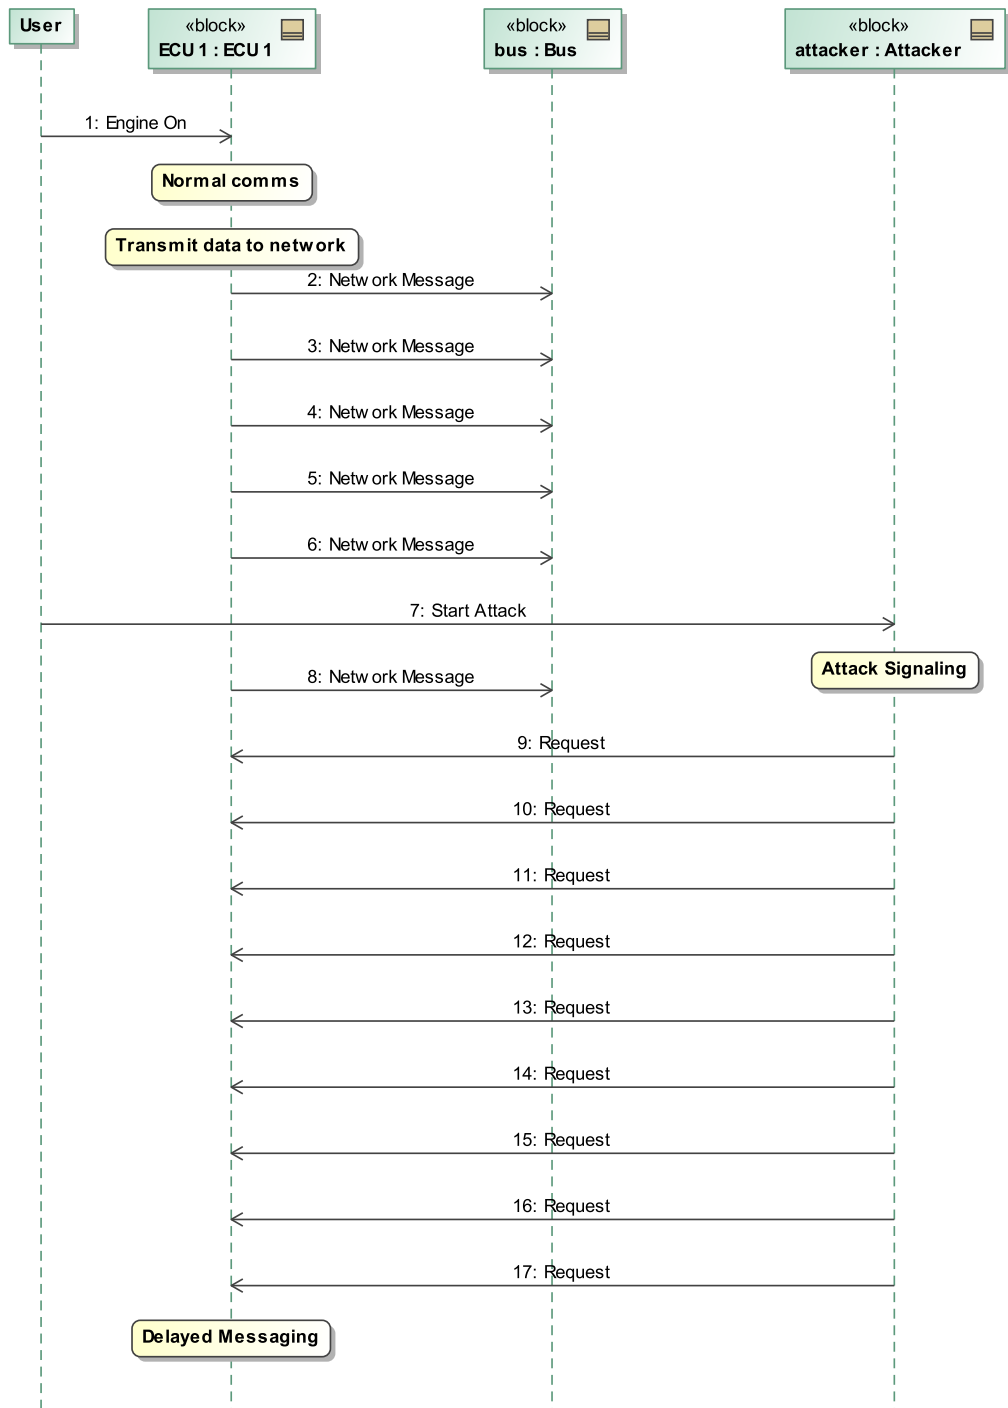 User
«block»
ECU 1 : ECU 1
«block»
bus : Bus
«block»
attacker : Attacker
1: Engine On
Normal comms
Transmit data to network
2: Network Message
3: Network Message
4: Network Message
5: Network Message
6: Network Message
7: Start Attack
Attack Signaling
8: Network Message
9: Request
10: Request
11: Request
12: Request
13: Request
14: Request
15: Request
16: Request
17: Request
Delayed Messaging